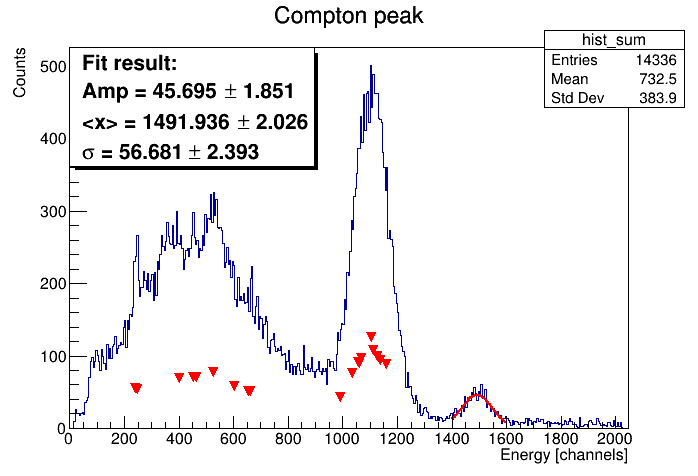 Compton peak
hist_sum
Entries 14336
Mean 732.5
Std Dev 383.9
Fit result:
Amp = 45.695 ± 1.851
<x> = 1491.936 ± 2.026
σ = 56.681 ± 2.393
Counts
500
400
300
200
100
0
0 200 400 600 800 1000 1200 1400 1600 1800 2000
Energy [channels]